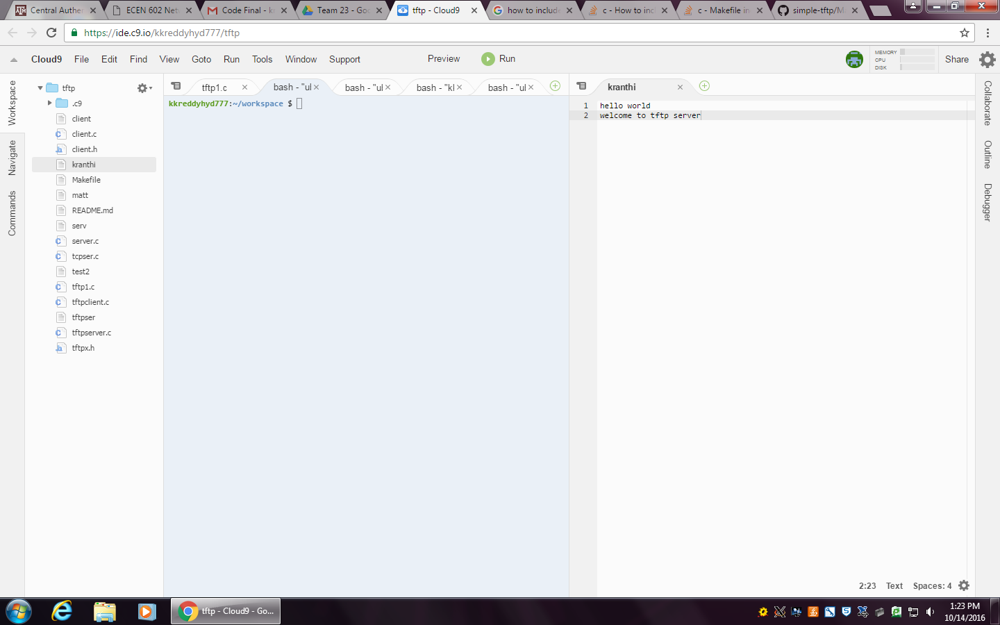 Central Authen
ECEN 602 Netw
Code Final - k
Team 23 - Goo
tftp - Cloud9
how to include
c - How to incl
c - Makefile in
simple-tftp/M
https://ide.c9.io/kkreddyhyd777/tftp
Cloud9 File Edit Find View Goto Run Tools Window Support Preview Run MEMORY CPU DISK Share
Workspace
Navigate
Commands
tftp
.c9
client
client.c
client.h
kranthi
Makefile
matt
README.md
serv
server.c
tcpser.c
test2
tftp1.c
tftpclient.c
tftpser
tftpserver.c
tftpx.h
tftp1.c bash - "ul bash - "ul bash - "kl bash - "ul
kkreddyhyd777:~/workspace $
kranthi
1 hello world
2 welcome to tftp server
Collaborate
Outline
Debugger
2:23 Text Spaces: 4
tftp - Cloud9 - Go...
1:23 PM
10/14/2016